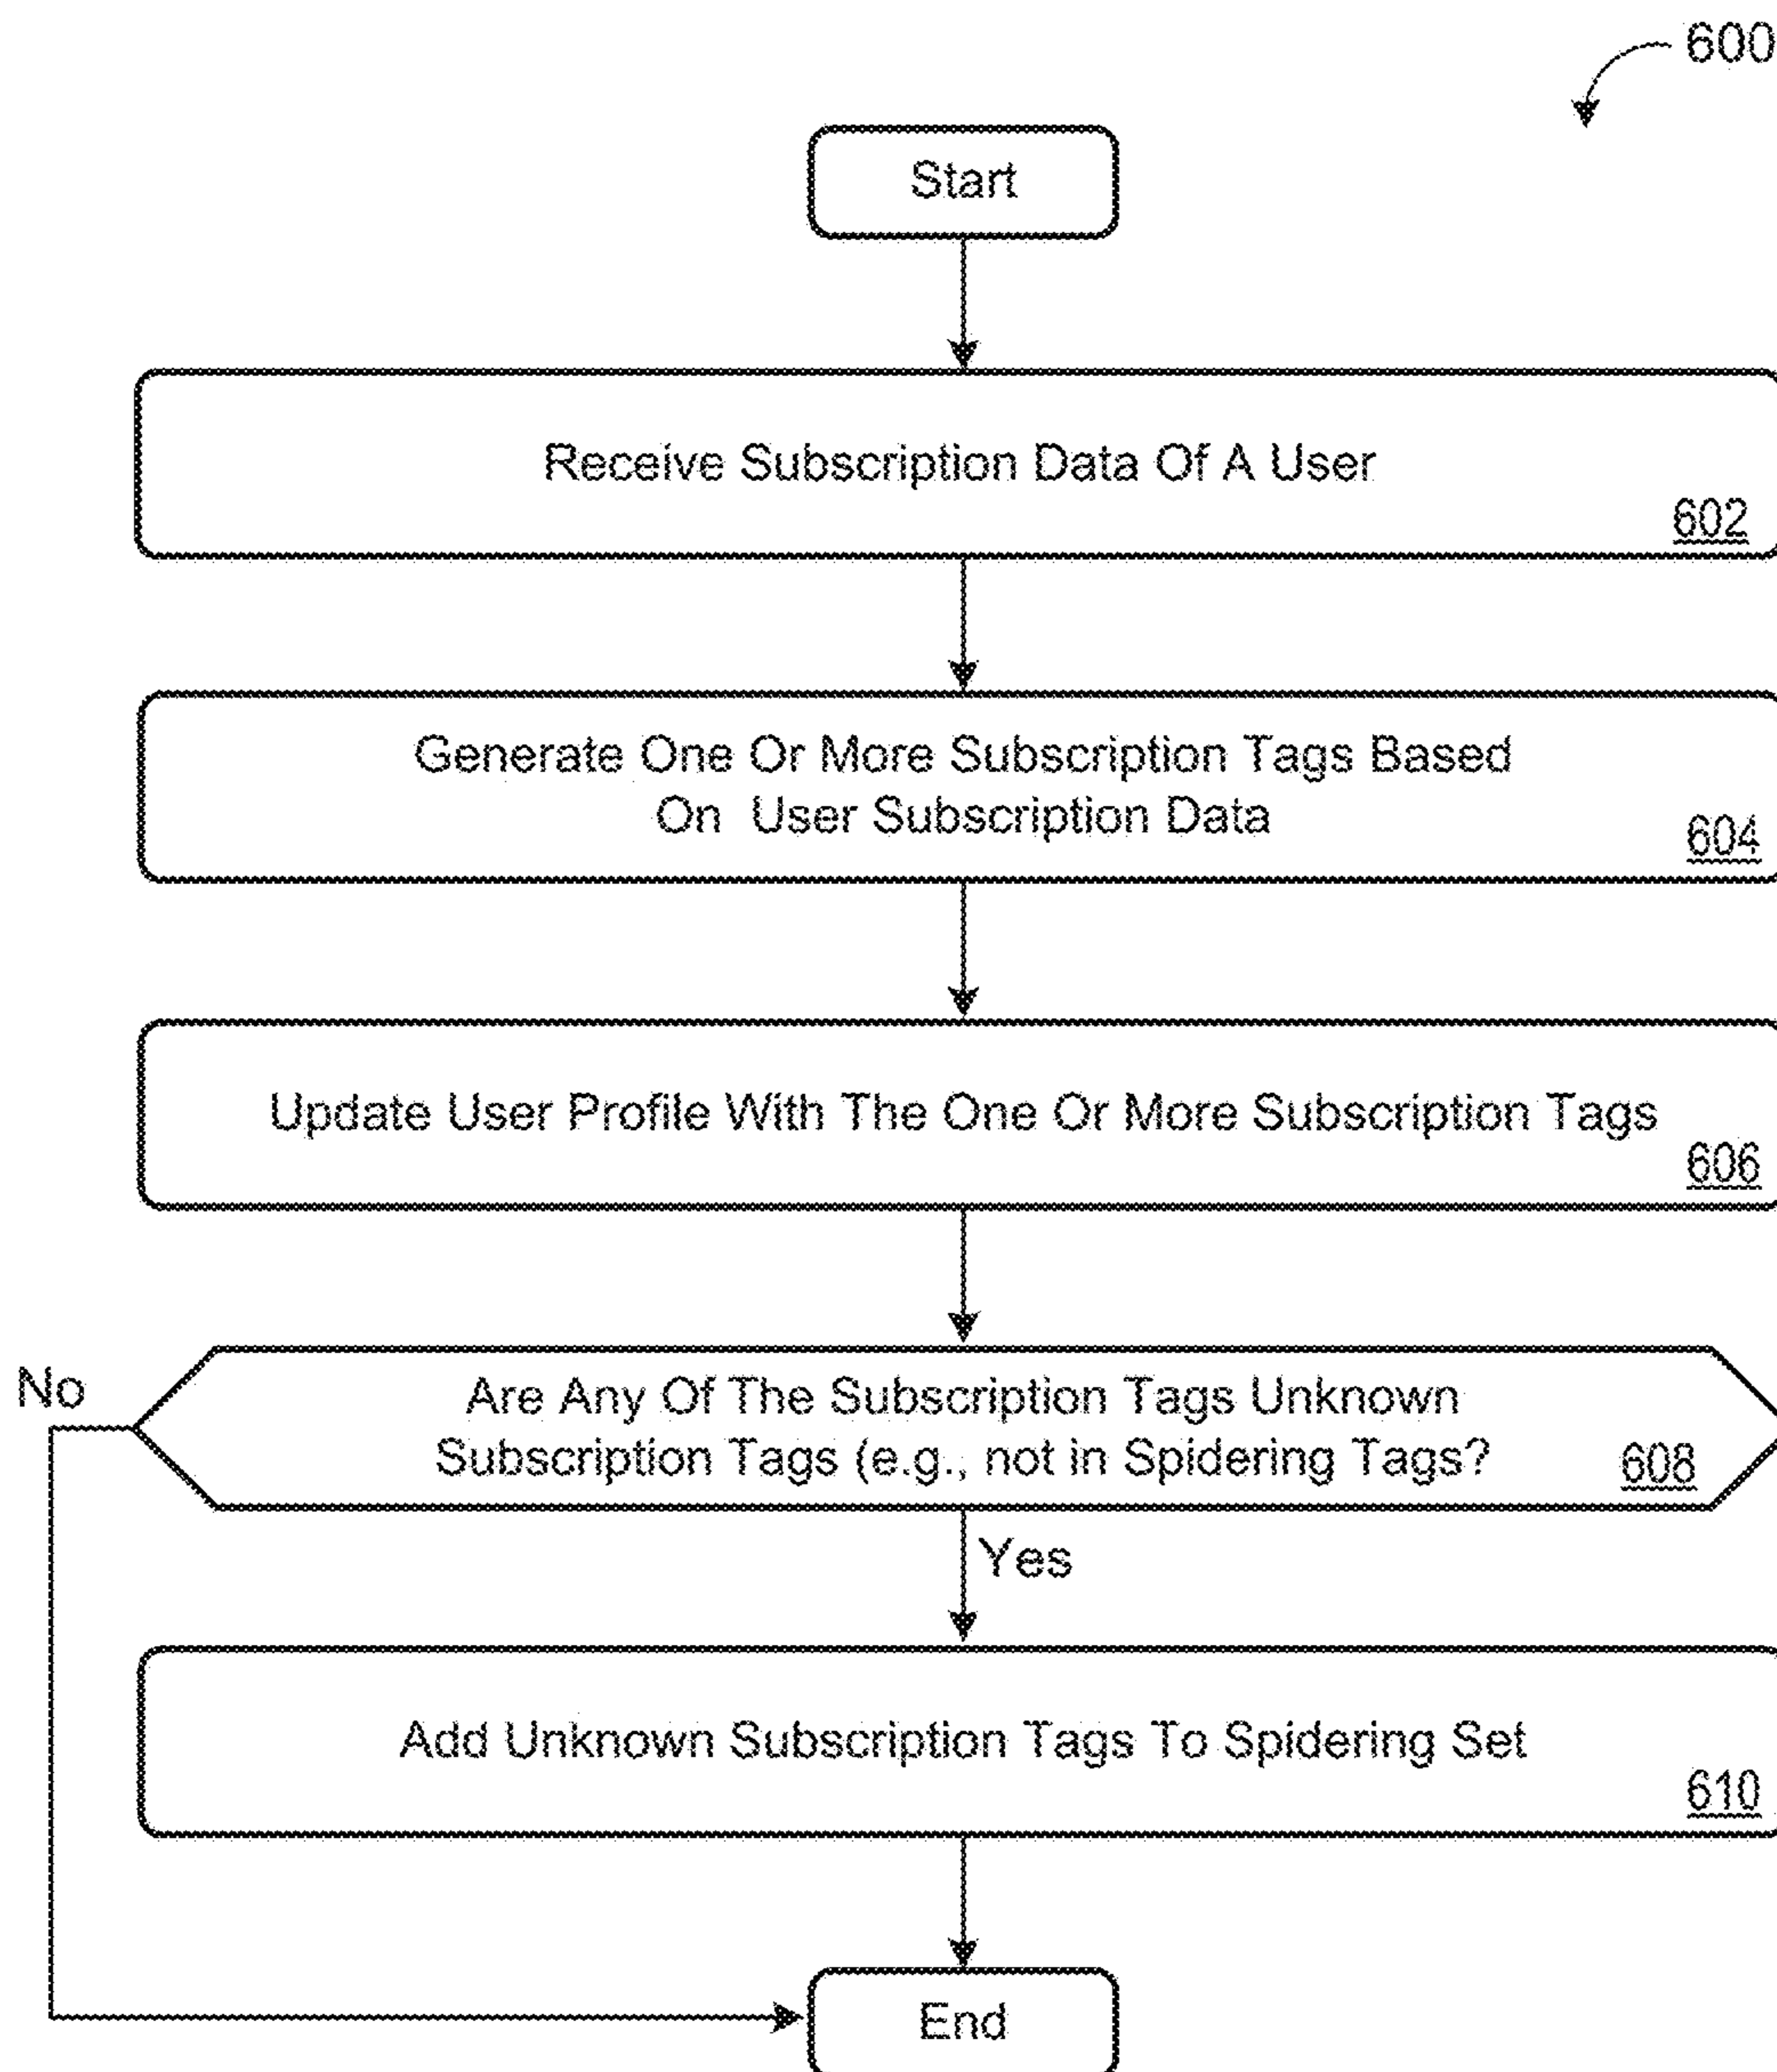 600
Start
Receive Subscription Data Of A User
602
Generate One Or More Subscription Tags Based
On User Subscription Data
604
Update User Profile With The One Or More Subscription Tags
606
No
Are Any Of The Subscription Tags Unknown
Subscription Tags (e.g., not in Spidering Tags?
608
Yes
Add Unknown Subscription Tags To Spidering Set
610
End